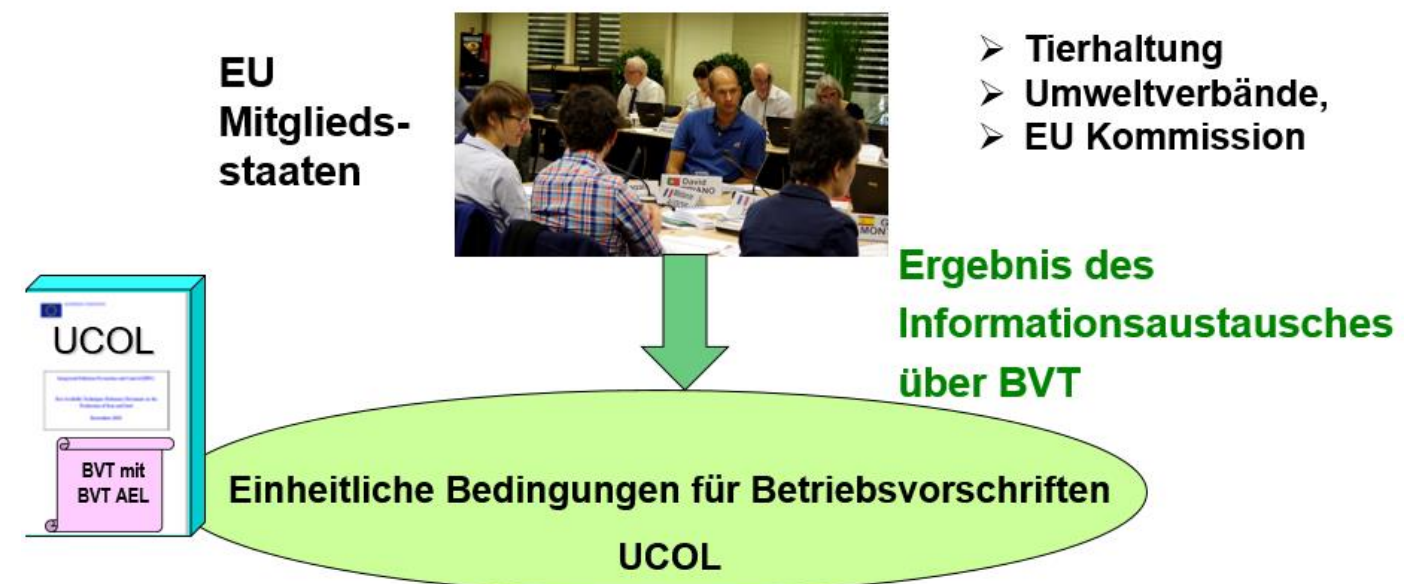 EU
Mitglieds-
staaten
➢ Tierhaltung
➢ Umweltverbände,
➢ EU Kommission
David
Ergebnis des
Informationsaustausches
über BVT
UCOL
BVT mit
BVT AEL
Einheitliche Bedingungen für Betriebsvorschriften
UCOL